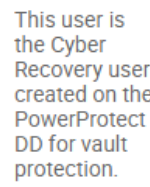 This user is
the Cyber
Recovery user
created on the
PowerProtect
DD for vault
protection.